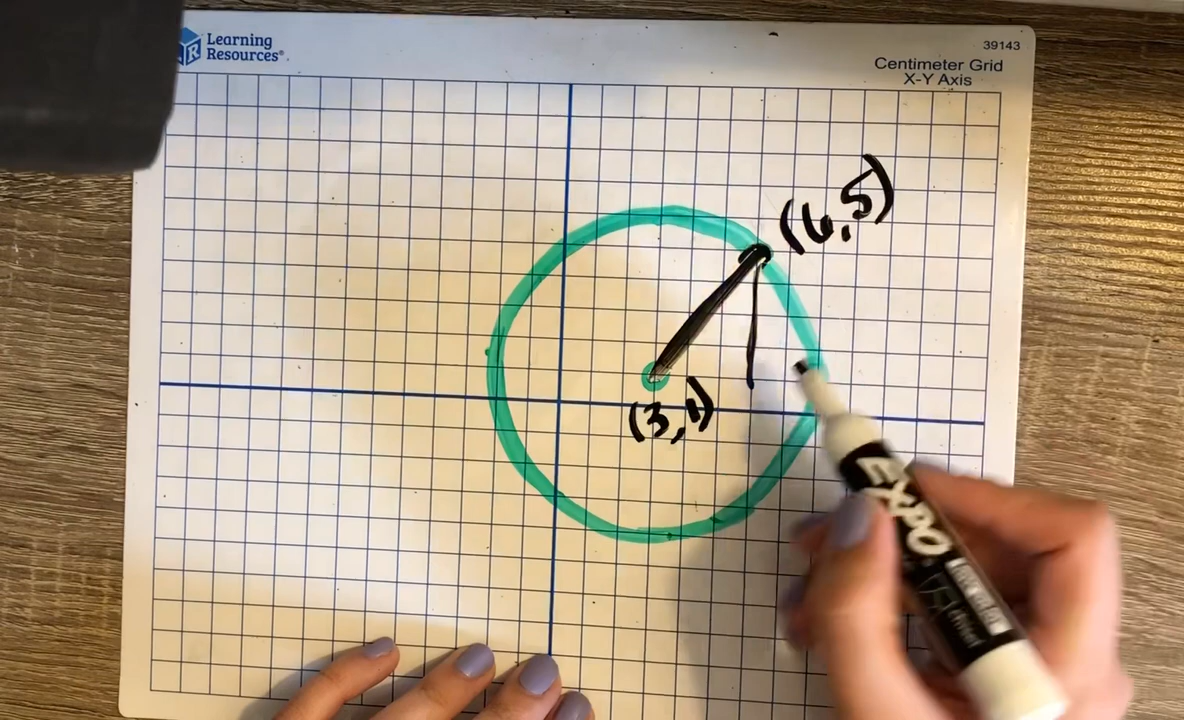 Learning
Resources®
39143
Centimeter Grid
X-Y Axis
(6,5)
(3,1)
EXPO